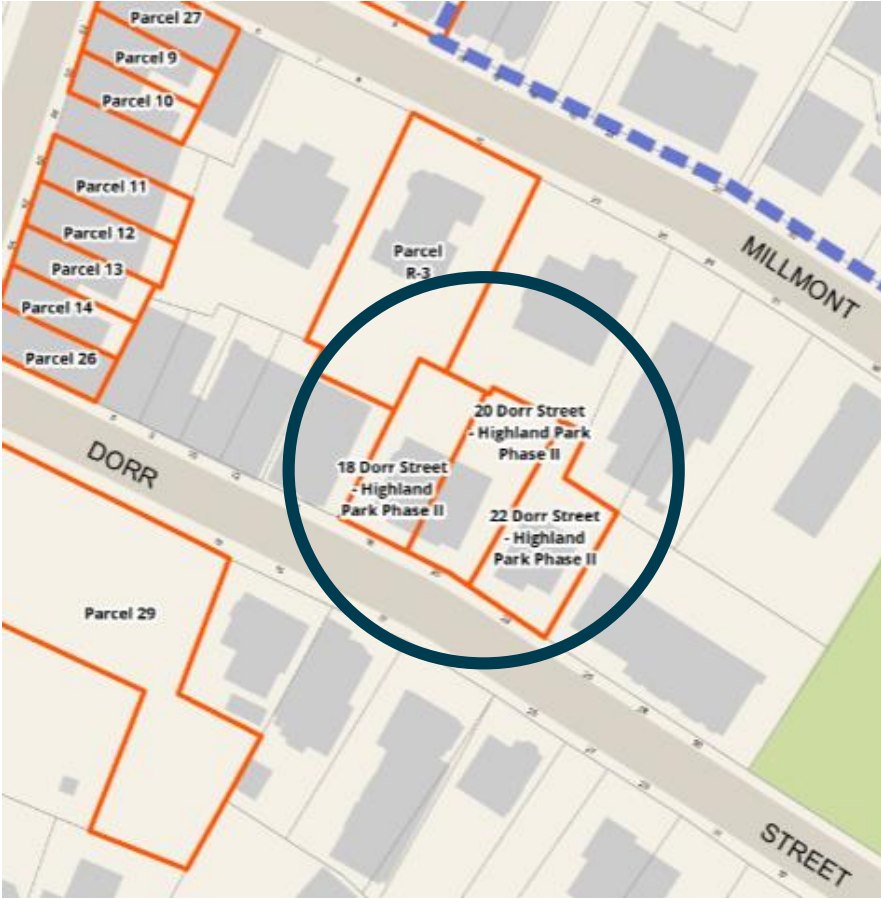 Parcel 27
Parcel 9
Parcel 10
Parcel 11
Parcel 12
Parcel 13
Parcel 14
Parcel 26
Parcel
R-3
MILLMONT
20 Dorr Street
- Highland Park
Phase II
18 Dorr Street
- Highland
Park Phase II
22 Dorr Street
- Highland
Park Phase II
DORR
Parcel 29
STREET